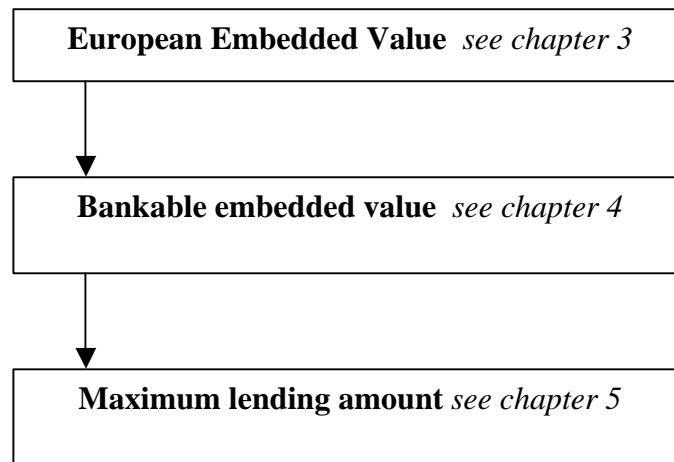 European Embedded Value see chapter 3
Bankable embedded value see chapter 4
Maximum lending amount see chapter 5